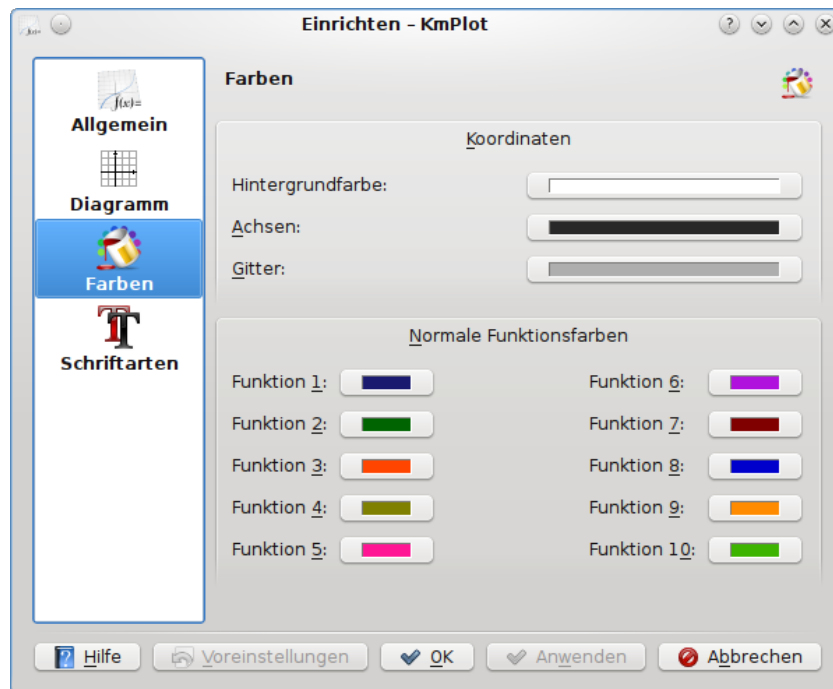 Einrichten – KmPlot
Allgemein
Diagramm
Farben
Schriftarten
Farben
Koordinaten
Hintergrundfarbe:
Achsen:
Gitter:
Normale Funktionsfarben
Funktion 1:
Funktion 6:
Funktion 2:
Funktion 7:
Funktion 3:
Funktion 8:
Funktion 4:
Funktion 9:
Funktion 5:
Funktion 10:
Hilfe
Voreinstellungen
OK
Anwenden
Abbrechen